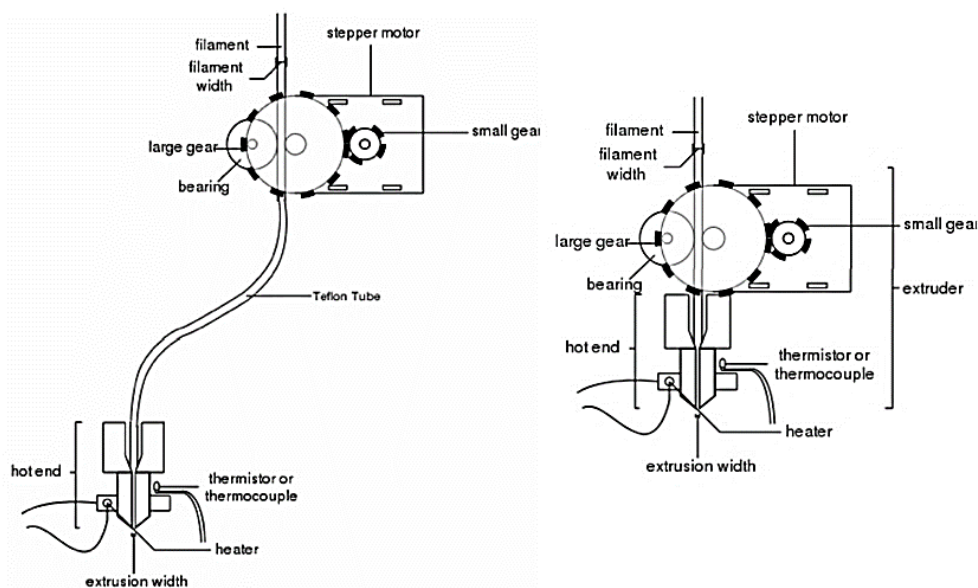 filament
filament
width
stepper motor
large gear
small gear
bearing
Teflon Tube
hot end
thermistor or
thermocouple
heater
extrusion width
filament
filament
width
stepper motor
large gear
small gear
bearing
extruder
hot end
thermistor or
thermocouple
heater
extrusion width